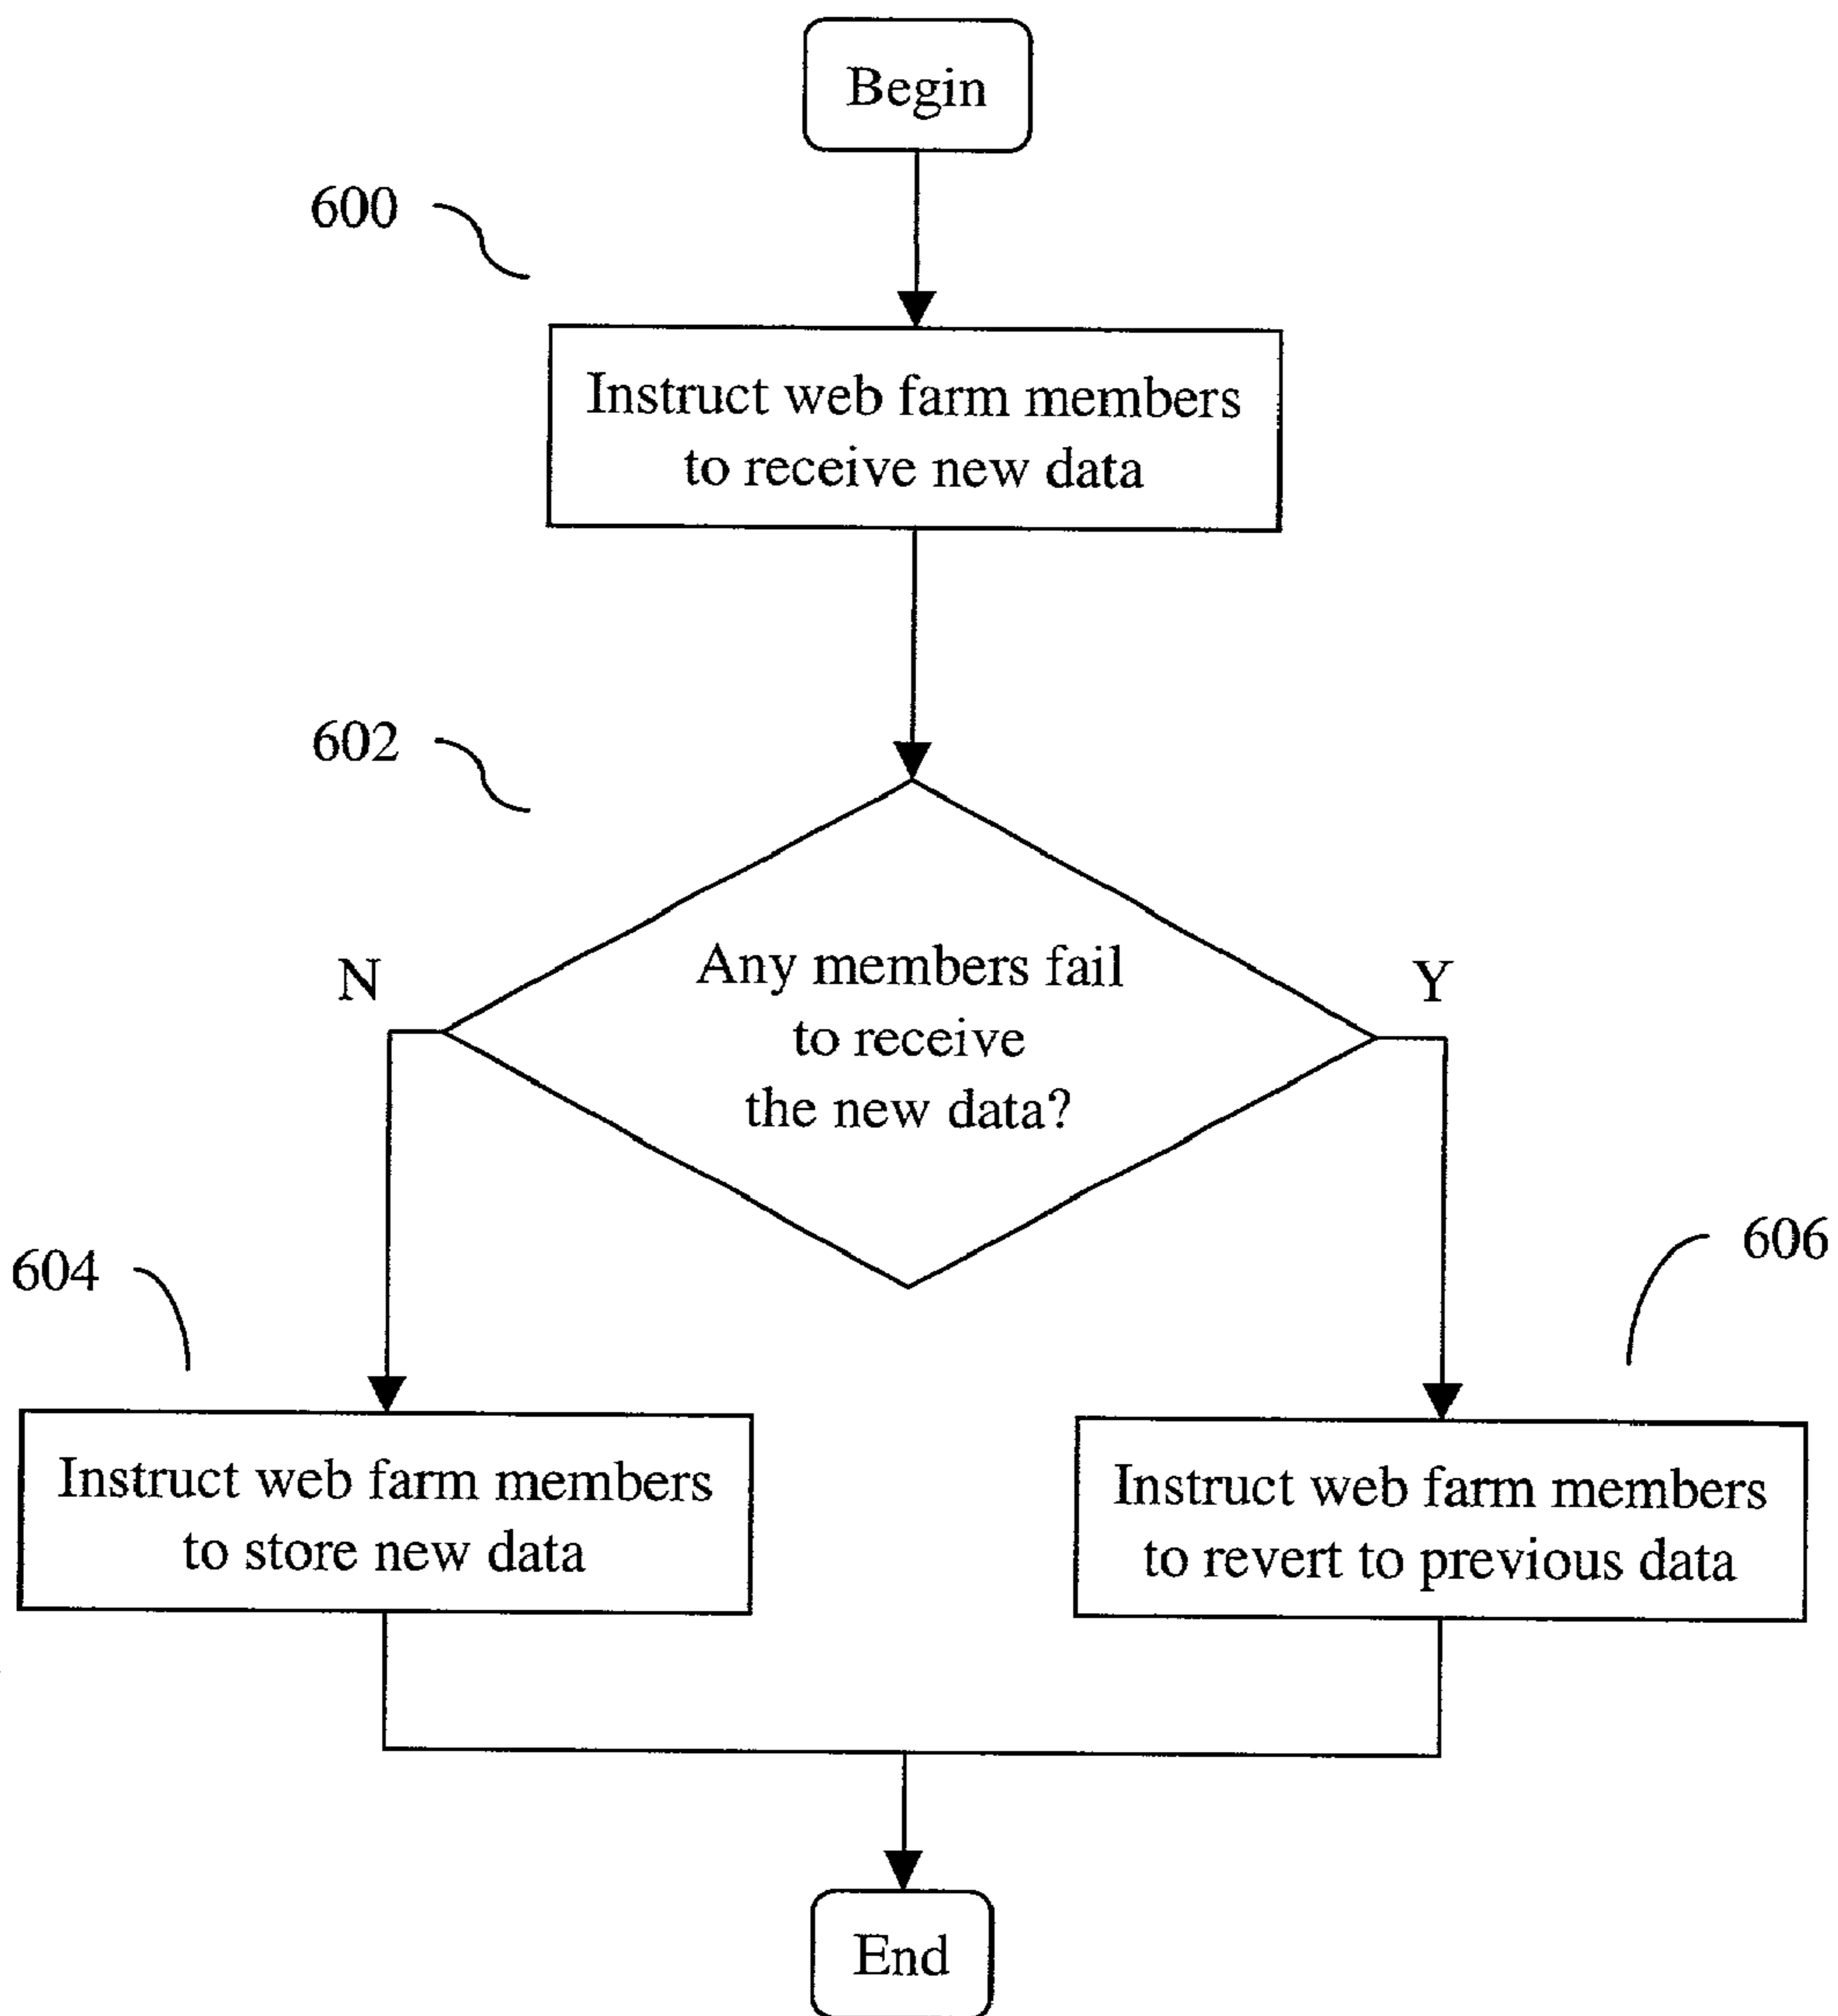 Begin
600
Instruct web farm members
to receive new data
602
Any members fail
to receive
the new data?
N
Y
604
606
Instruct web farm members
to store new data
Instruct web farm members
to revert to previous data
End